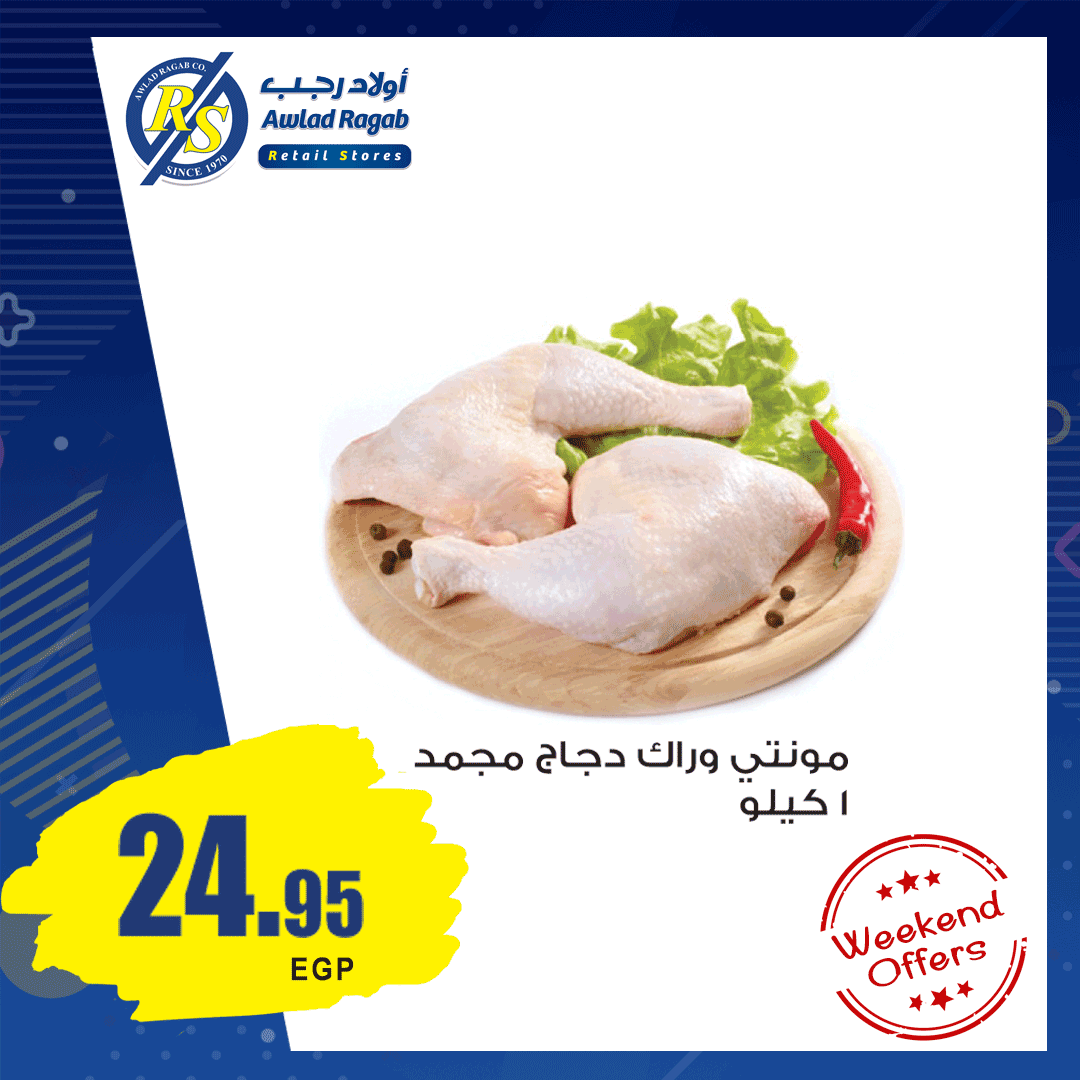 AWLAD RAGAB CO.
RS
SINCE 1970
أولاد رجب
Awlad Ragab
Retail Stores
مونتي وراك دجاج مجمد
١ كيلو
24.95
EGP
Weekend
Offers